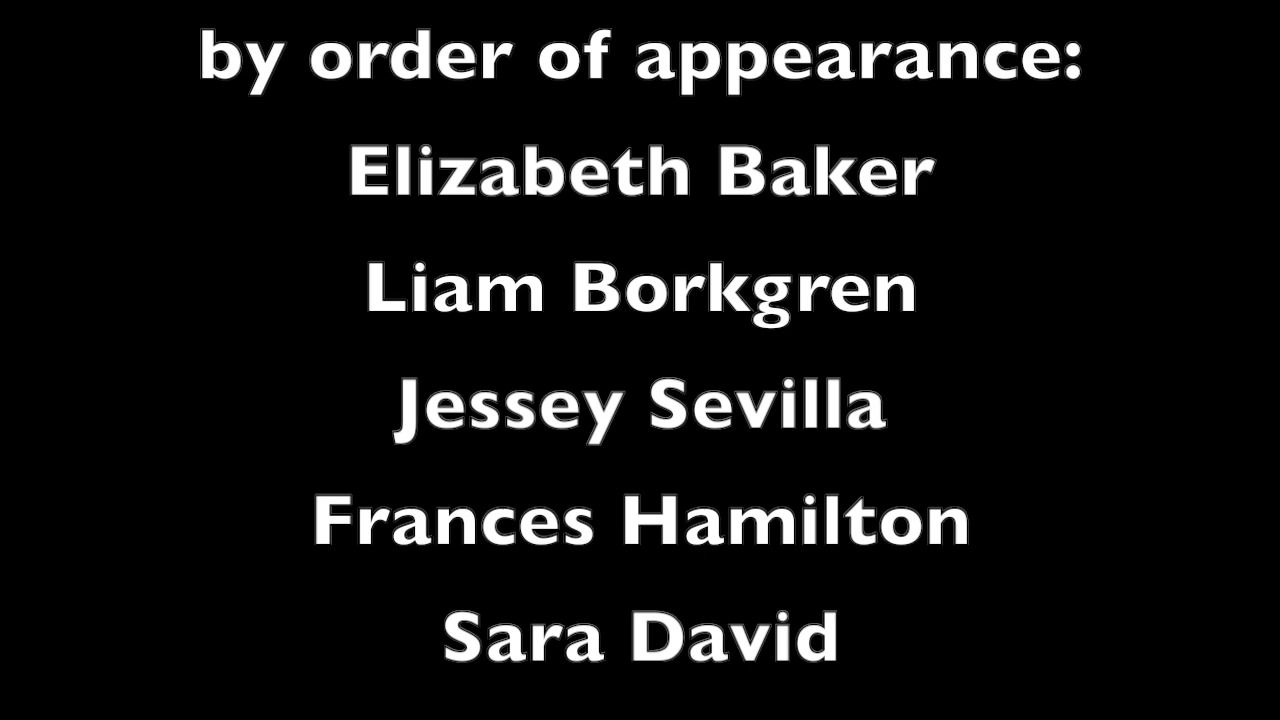 by order of appearance:
Elizabeth Baker
Liam Borkgren
Jessey Sevilla
Frances Hamilton
Sara David